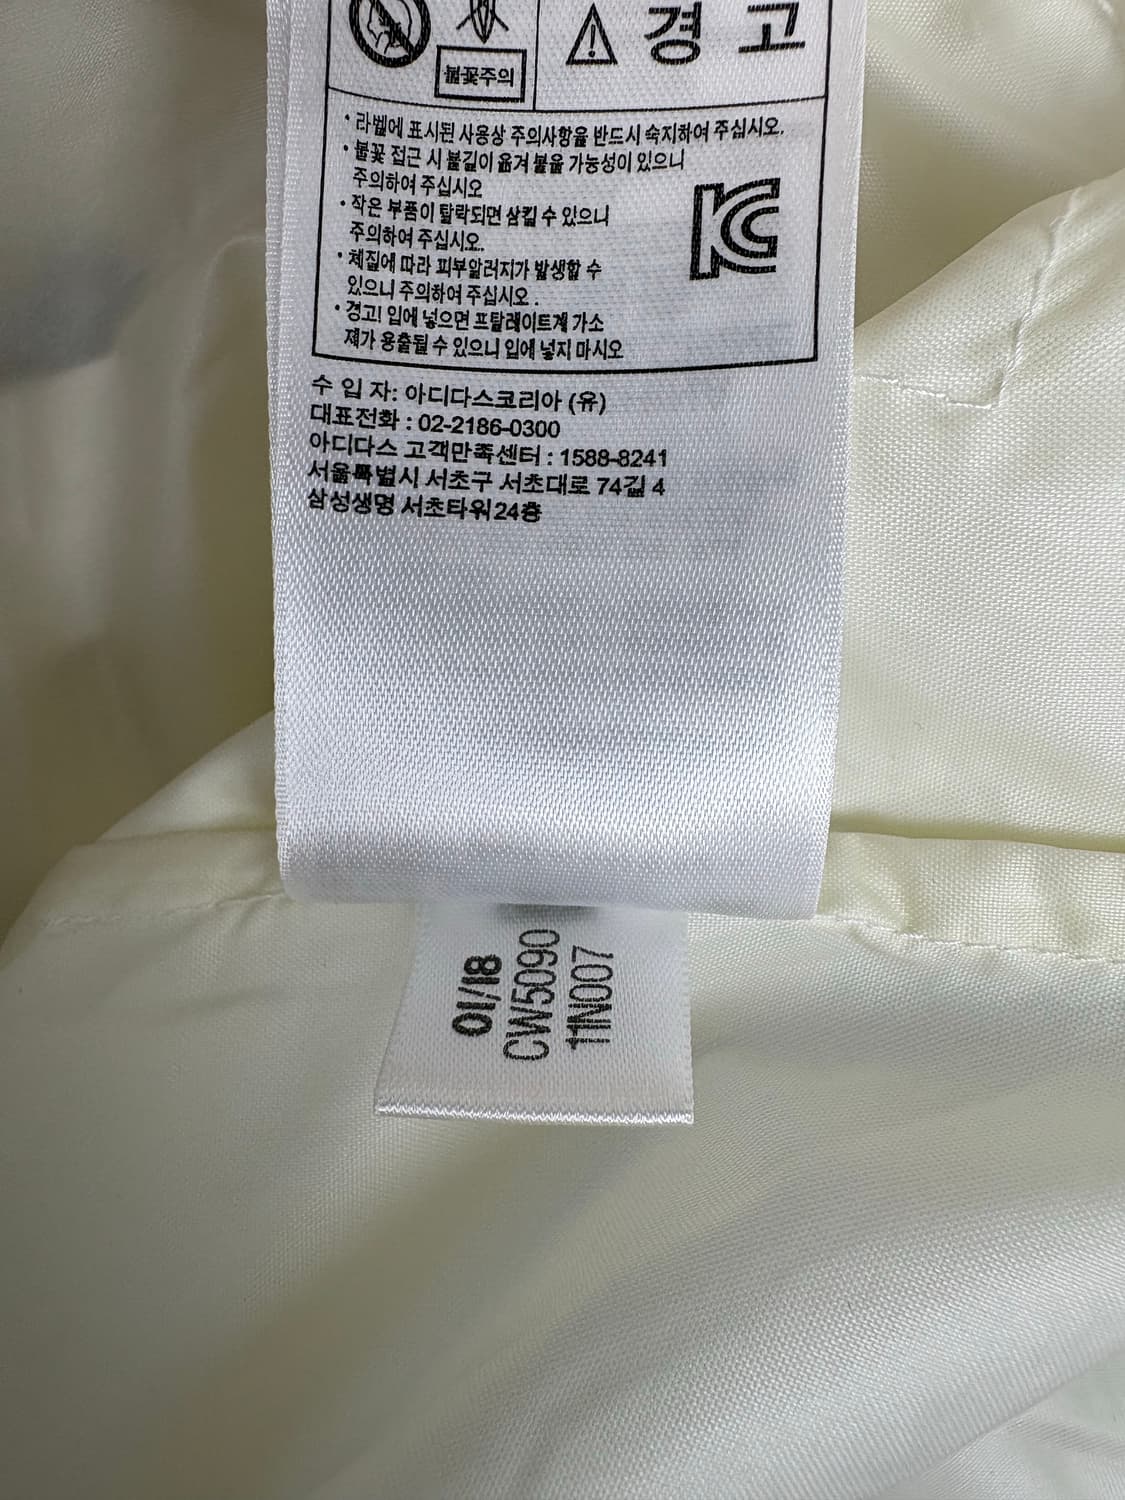 불꽃주의
경 고
• 라벨에 표시된 사용상 주의사항을 반드시 숙지하여 주십시오.
• 불꽃 접근 시 불길이 옮겨 붙을 가능성이 있으니
주의하여 주십시오
• 작은 부품이 탈락되면 삼킬 수 있으니
주의하여 주십시오.
• 체질에 따라 피부알러지가 발생할 수
있으니 주의하여 주십시오 .
• 경고! 입에 넣으면 프탈레이트계 가소
제가 용출될 수 있으니 입에 넣지 마시오
KC
수 입 자: 아디다스코리아 (유)
대표전화 : 02-2186-0300
아디다스 고객만족센터 : 1588-8241
서울특별시 서초구 서초대로 74길 4
삼성생명 서초타워24층
01/18
CW5090
11N007